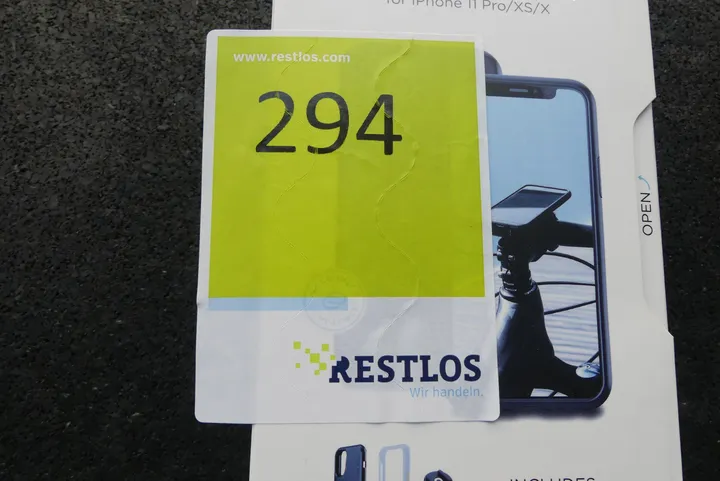 for iPhone 11 Pro/XS/X
www.restlos.com
294
OPEN
RESTLOS
Wir handeln.
INCLUDES